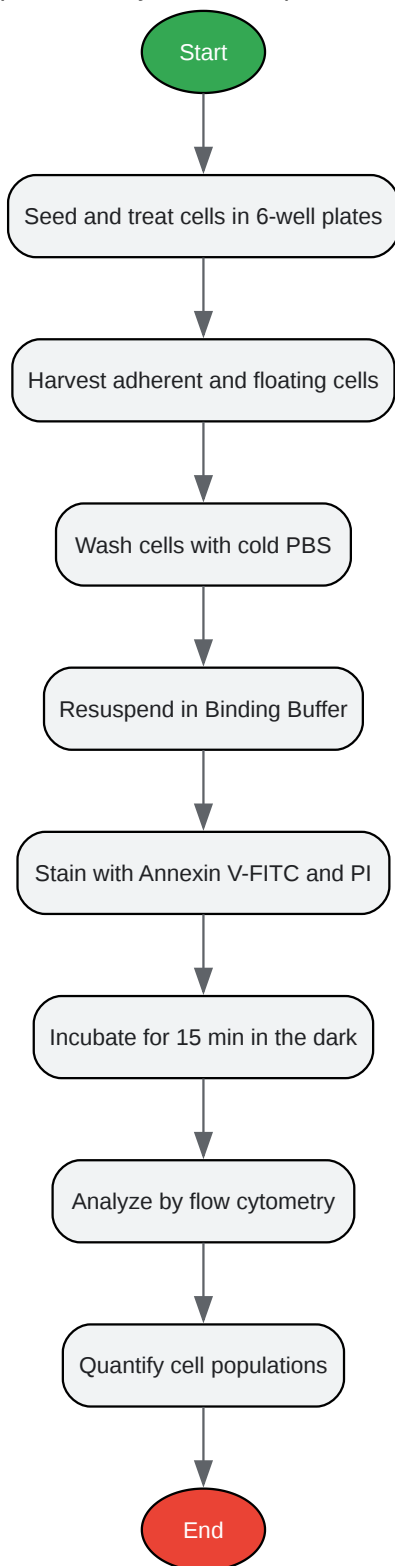 Start
Seed and treat cells in 6-well plates
Harvest adherent and floating cells
Wash cells with cold PBS
Resuspend in Binding Buffer
Stain with Annexin V-FITC and PI
Incubate for 15 min in the dark
Analyze by flow cytometry
Quantify cell populations
End